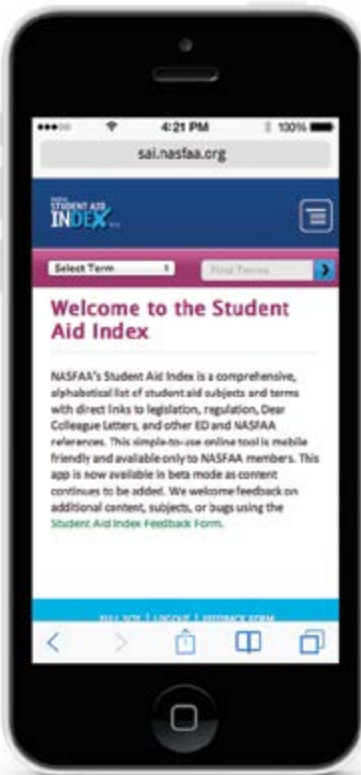 4:21 PM
100%
sai.nasfaa.org
STUDENT AID
INDEX
Select Term
Find Terms
Welcome to the Student
Aid Index
NASFAA's Student Aid Index is a comprehensive,
alphabetical list of student aid subjects and terms
with direct links to legislation, regulation, Dear
Colleague Letters, and other ED and NASFAA
references. This simple-to-use online tool is mobile
friendly and available only to NASFAA members. This
app is now available in beta mode as content
continues to be added. We welcome feedback on
additional content, subjects, or bugs using the
Student Aid Index Feedback Form.
FULL SITE | LOGOUT | FEEDBACK FORM